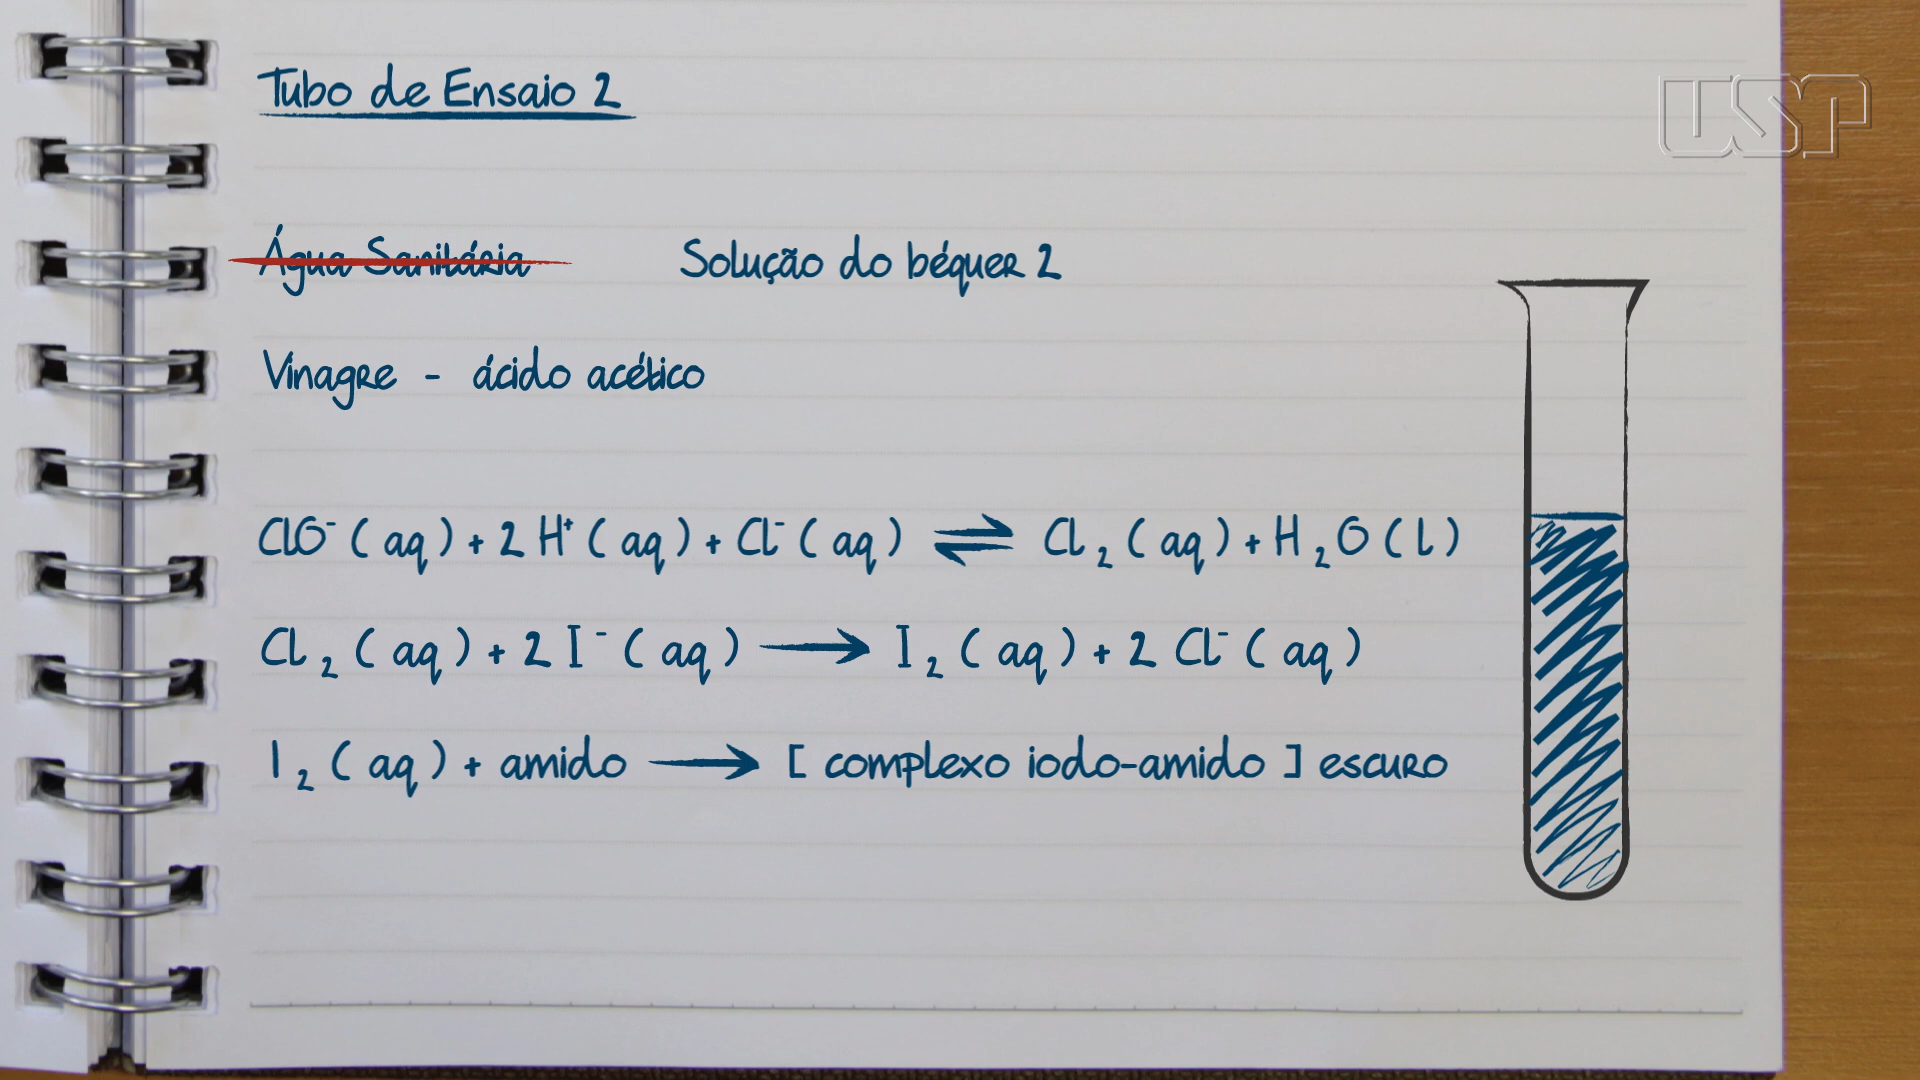 Tubo de Ensaio 2
USP
Água Sanitária Solução do béquer 2
Vinagre - ácido acético
ClO⁻ (aq) + 2 H⁺ (aq) + Cl⁻ (aq) ⇌ Cl₂ (aq) + H₂O (l)
Cl₂ (aq) + 2 I⁻ (aq) → I₂ (aq) + 2 Cl⁻ (aq)
I₂ (aq) + amido → [ complexo iodo-amido ] escuro